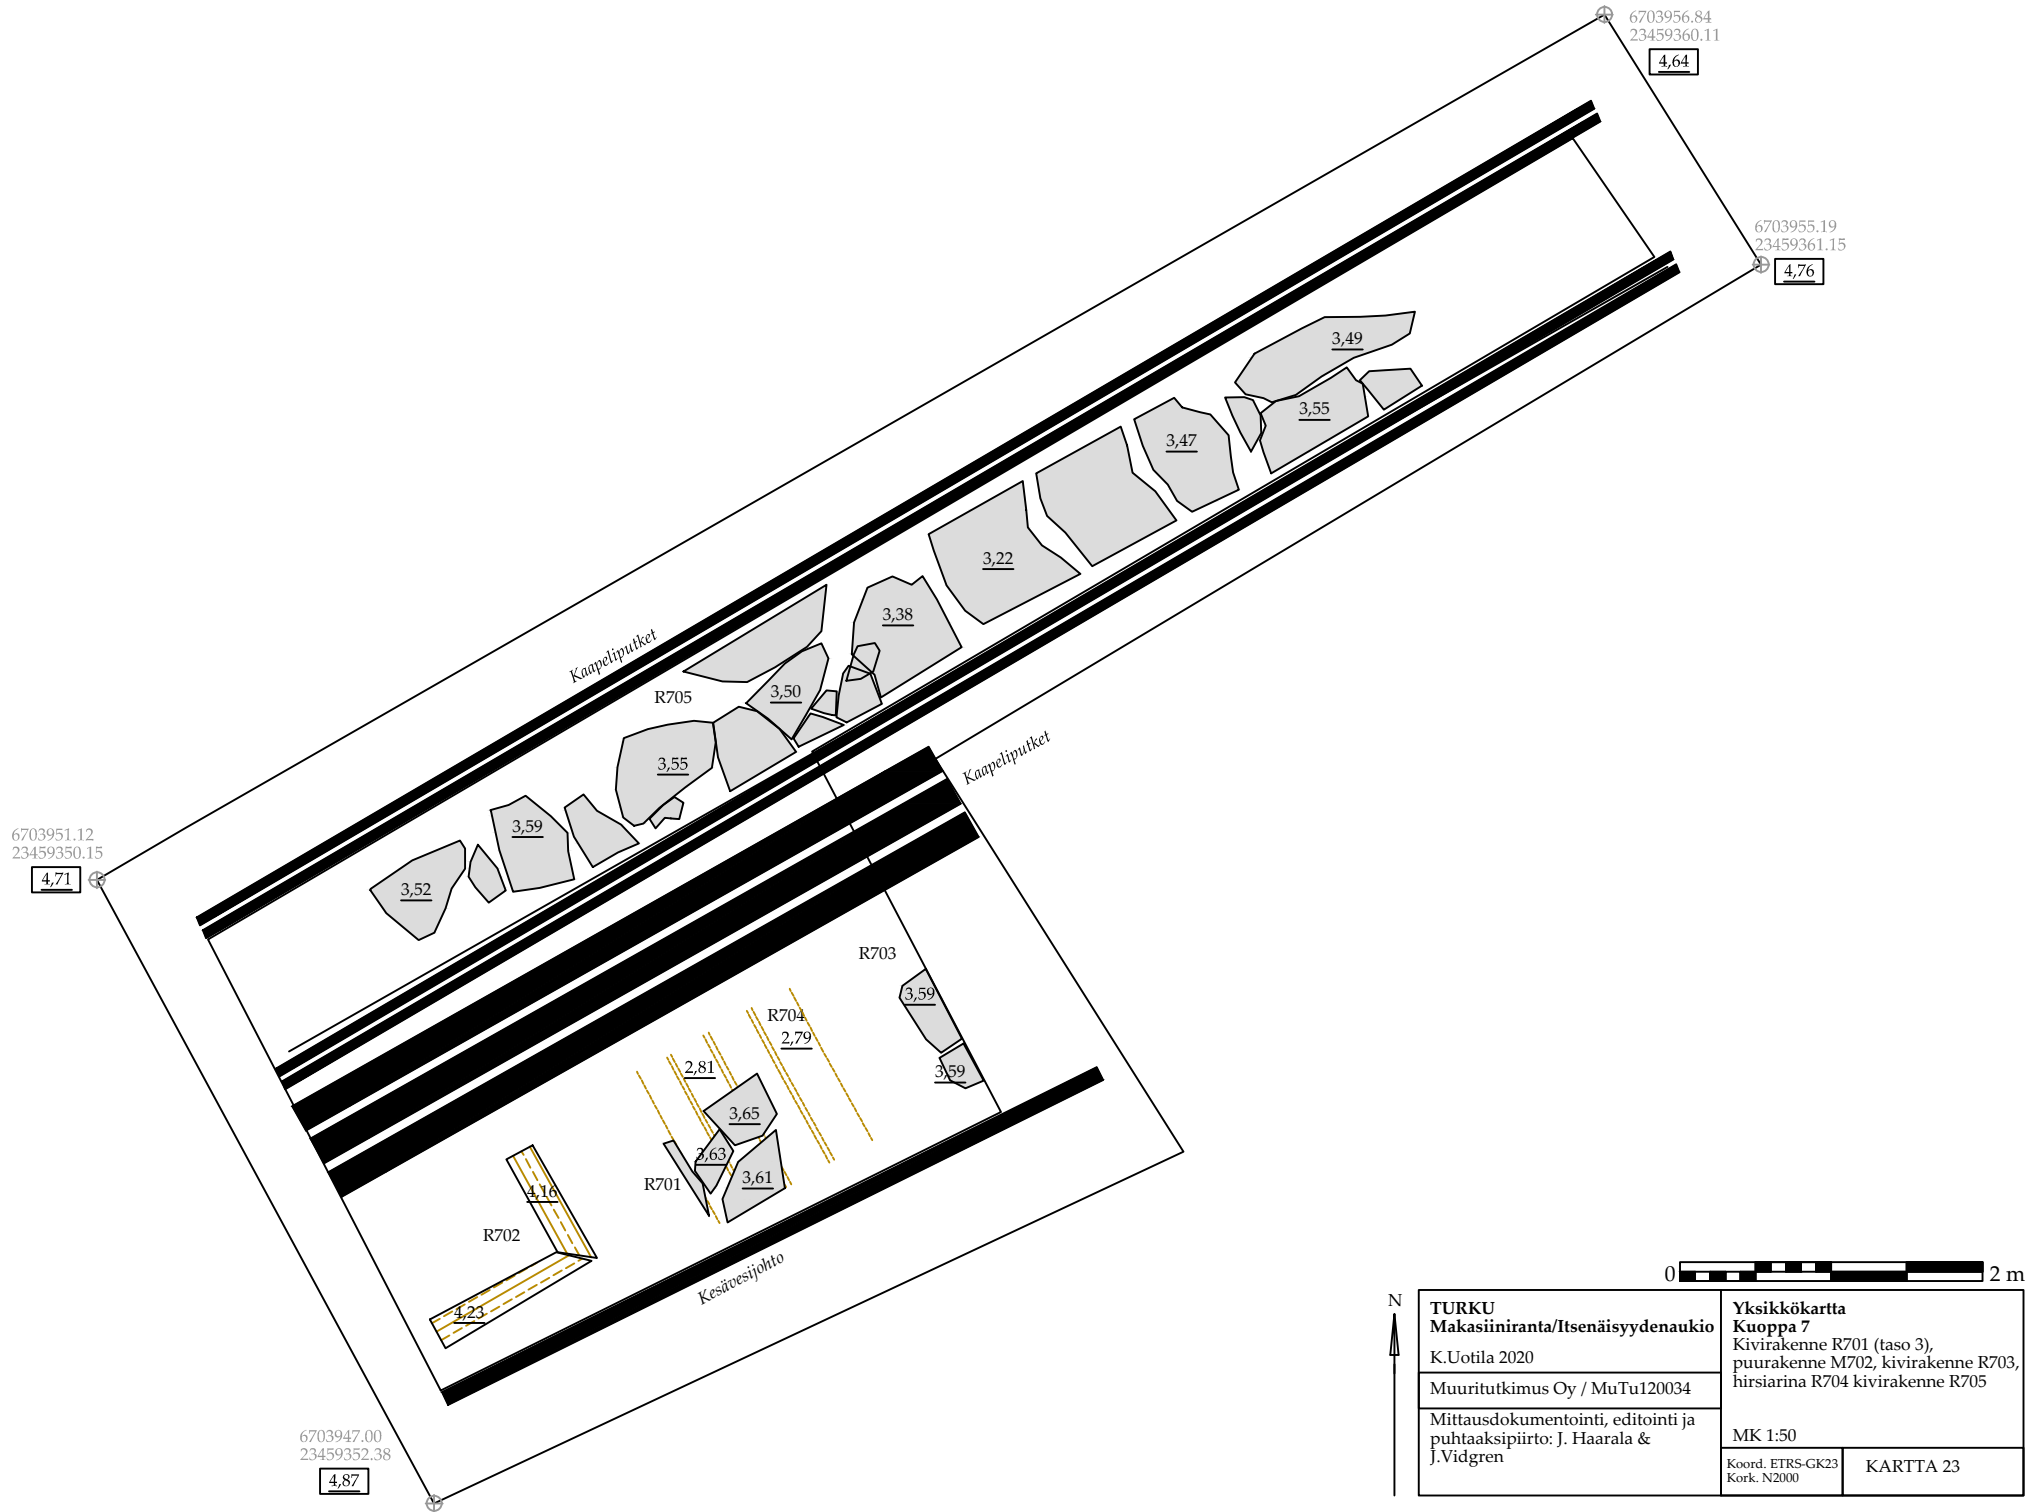 6703956.84
23459360.11
4,64
6703955.19
23459361.15
4,76
3,49
3,55
3,47
3,22
3,38
Kaapeliputket
R705
3,50
3,55
Kaapeliputket
3,59
6703951.12
23459350.15
4,71
3,52
R703
3,59
R704
2,79
2,81
3,59
3,65
3,63
3,61
R701
4,16
R702
4,23
Kesävesijohto
6703947.00
23459352.38
4,87
0
2 m
N
TURKU
Makasiiniranta/Itsenäisyydenaukio
K.Uotila 2020
Muuritutkimus Oy / MuTu120034
Mittausdokumentointi, editointi ja
puhtaaksipiirto: J. Haarala &
J.Vidgren
Yksikkökartta
Kuoppa 7
Kivirakenne R701 (taso 3),
puurakenne M702, kivirakenne R703,
hirsiarina R704 kivirakenne R705
MK 1:50
Koord. ETRS-GK23
Kork. N2000
KARTTA 23